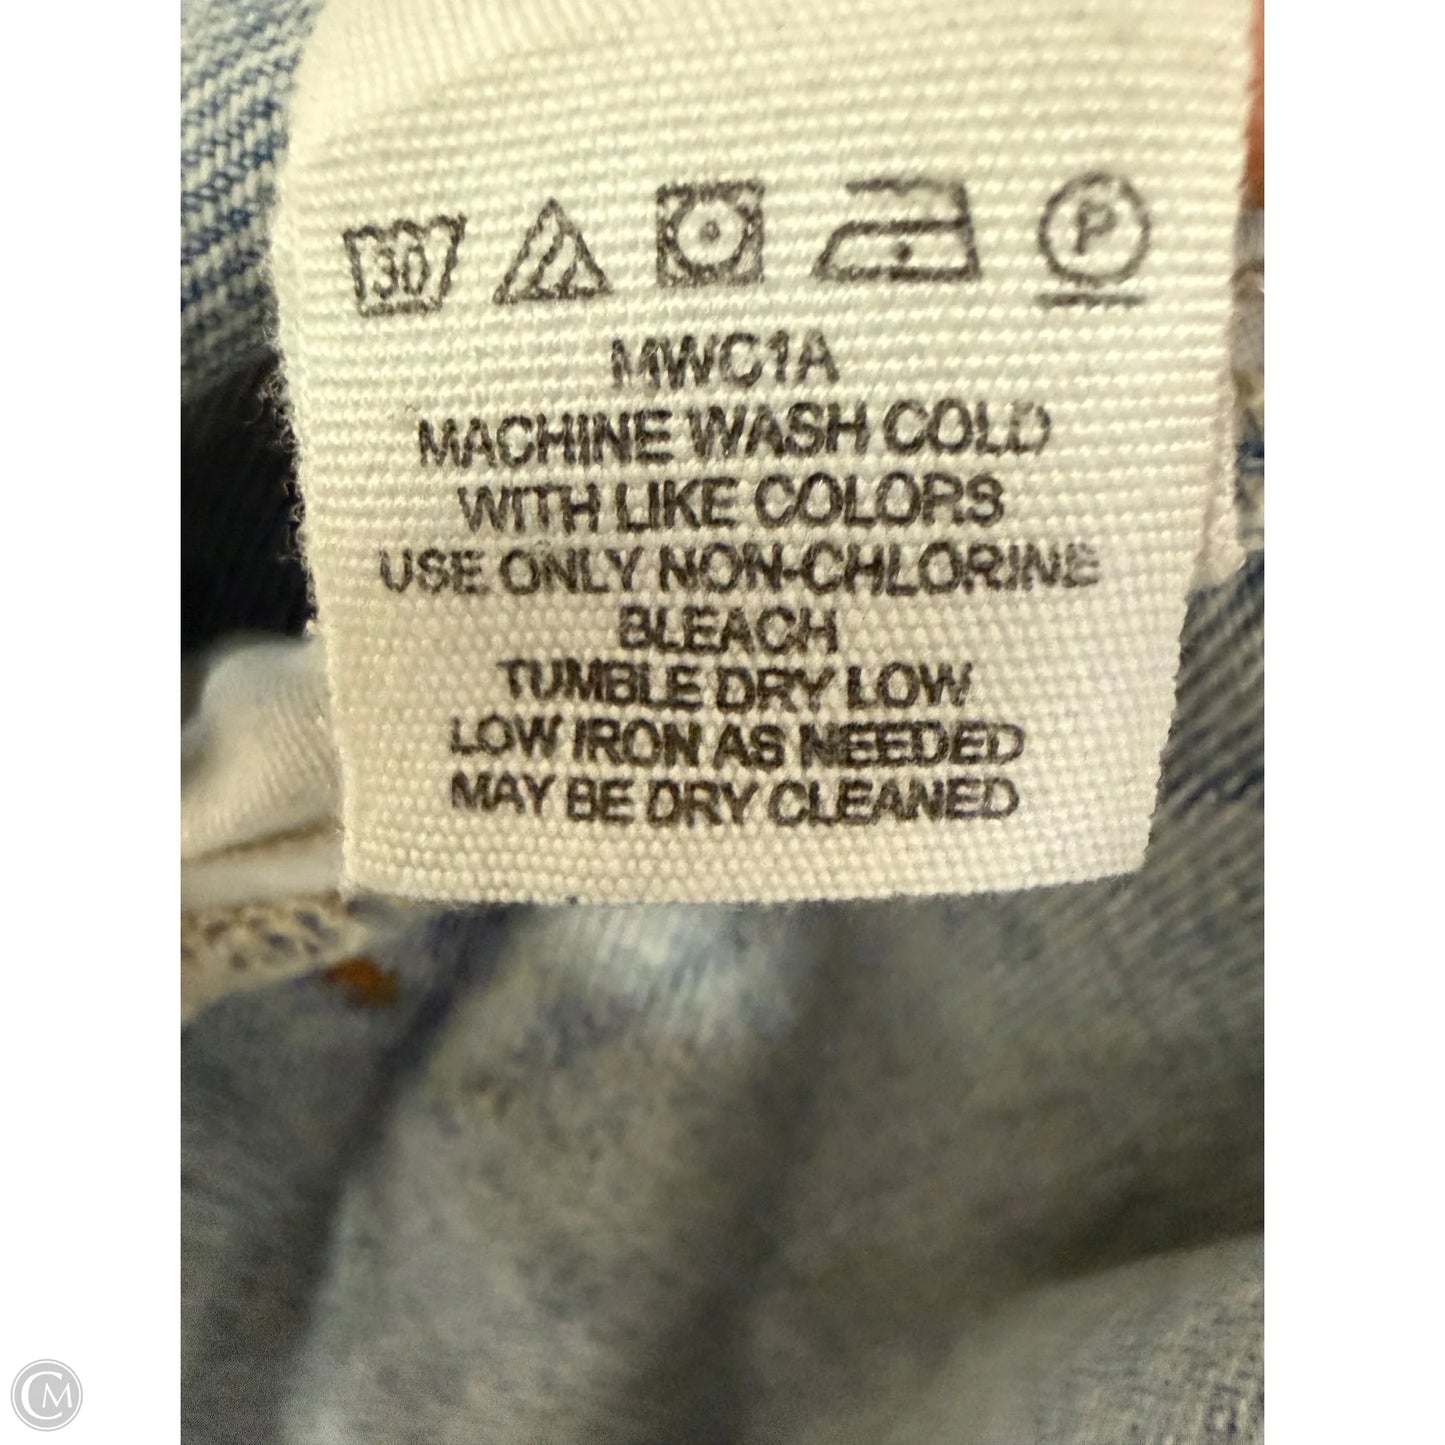 30 P
MWC1A
MACHINE WASH COLD
WITH LIKE COLORS
USE ONLY NON-CHLORINE
BLEACH
TUMBLE DRY LOW
LOW IRON AS NEEDED
MAY BE DRY CLEANED
CM